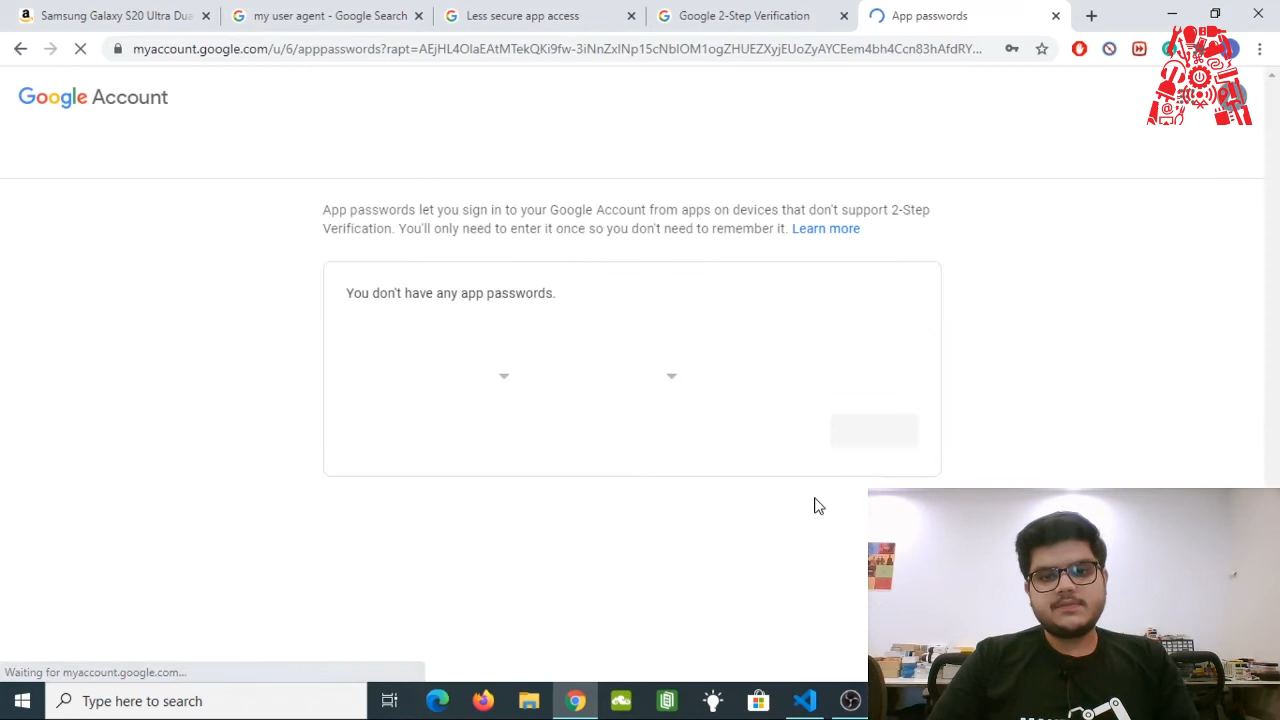 Samsung Galaxy S20 Ultra Dua
my user agent - Google Search
Less secure app access
Google 2-Step Verification
App passwords
myaccount.google.com/u/6/apppasswords?rapt=AEjHL4OlaEAtMTekQKi9fw-3iNnZxINp15cNblOM1ogZHUEZXyjEUoZyAYCEem4bh4Ccn83hAfdRY...
Google Account
App passwords let you sign in to your Google Account from apps on devices that don't support 2-Step
Verification. You'll only need to enter it once so you don't need to remember it. Learn more
You don't have any app passwords.
Waiting for myaccount.google.com...
Type here to search